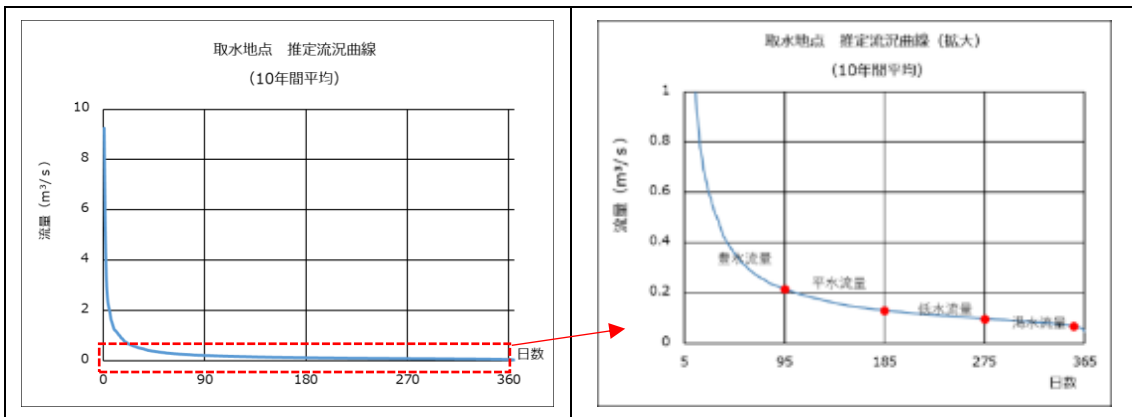 取水地点　推定流況曲線
（10年間平均）
10
8
6
4
2
0
流量（m³/s）
0
90
180
270
360
日数
取水地点　推定流況曲線（拡大）
（10年間平均）
1
0.8
0.6
0.4
0.2
0
流量（m³/s）
豊水流量
平水流量
低水流量
渇水流量
5
95
185
275
365
日数